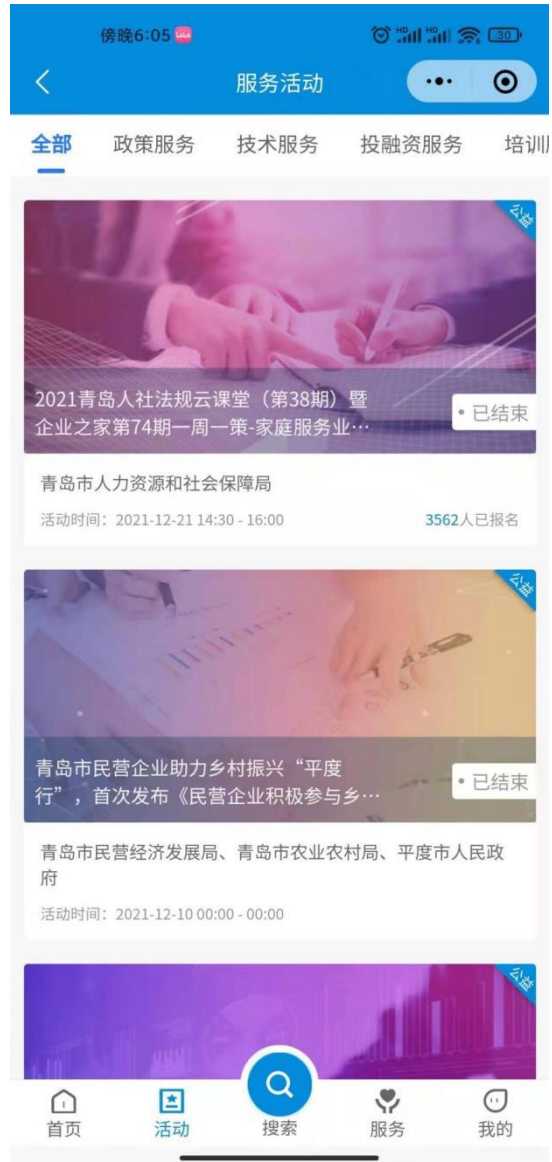 傍晚6:05
HD HD 30
服务活动
全部 政策服务 技术服务 投融资服务 培训
公益
2021青岛人社法规云课堂（第38期）暨
企业之家第74期一周一策-家庭服务业…
已结束
青岛市人力资源和社会保障局
活动时间：2021-12-21 14:30 - 16:00 3562人已报名
公益
青岛市民营企业助力乡村振兴“平度
行”，首次发布《民营企业积极参与乡…
已结束
青岛市民营经济发展局、青岛市农业农村局、平度市人民政
府
活动时间：2021-12-10 00:00 - 00:00
公益
首页 活动 搜索 服务 我的